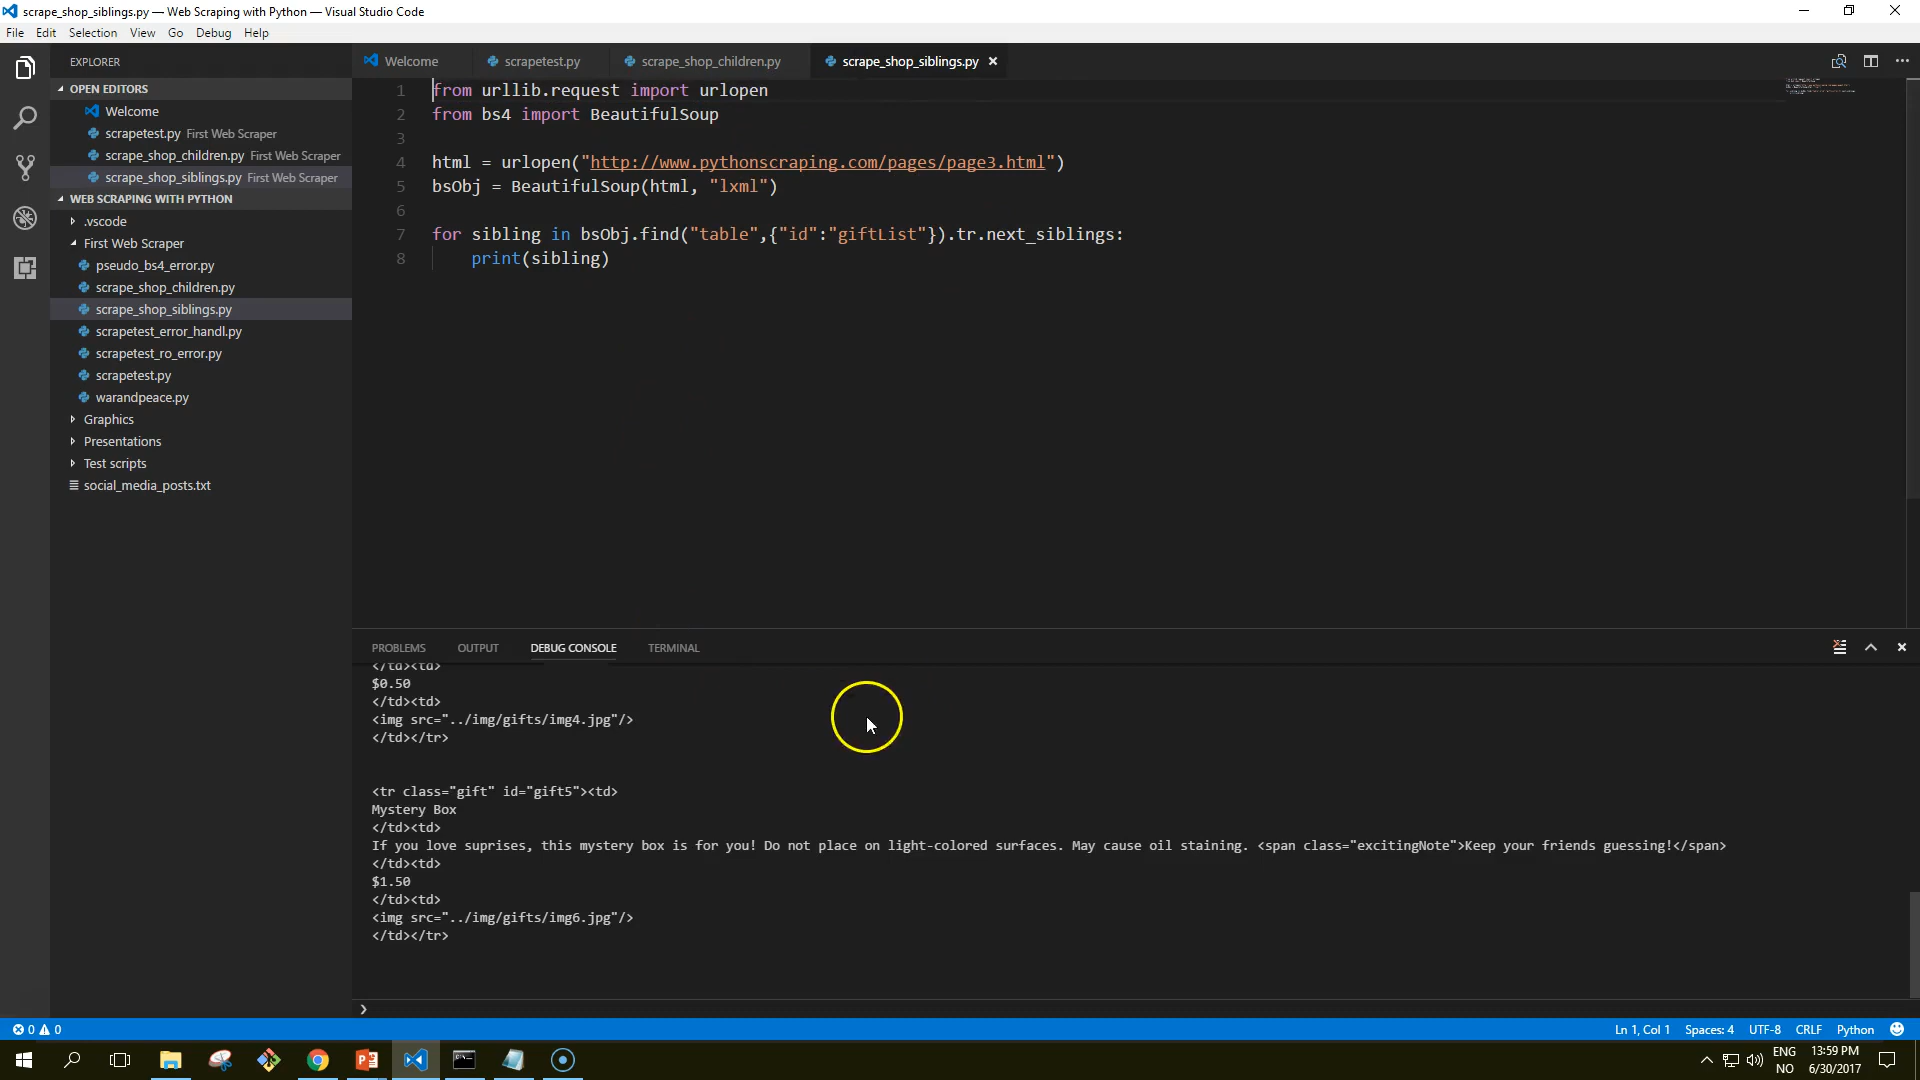 scrape_shop_siblings.py — Web Scraping with Python — Visual Studio Code
File Edit Selection View Go Debug Help
EXPLORER
OPEN EDITORS
Welcome
scrapetest.py First Web Scraper
scrape_shop_children.py First Web Scraper
scrape_shop_siblings.py First Web Scraper
WEB SCRAPING WITH PYTHON
.vscode
First Web Scraper
pseudo_bs4_error.py
scrape_shop_children.py
scrape_shop_siblings.py
scrapetest_error_handl.py
scrapetest_ro_error.py
scrapetest.py
warandpeace.py
Graphics
Presentations
Test scripts
social_media_posts.txt
Welcome scrapetest.py scrape_shop_children.py scrape_shop_siblings.py
1 from urllib.request import urlopen
2 from bs4 import BeautifulSoup
3
4 html = urlopen("http://www.pythonscraping.com/pages/page3.html")
5 bsObj = BeautifulSoup(html, "lxml")
6
7 for sibling in bsObj.find("table",{"id":"giftList"}).tr.next_siblings:
8 print(sibling)
PROBLEMS OUTPUT DEBUG CONSOLE TERMINAL
</td><td>
$0.50
</td><td>
<img src="../img/gifts/img4.jpg"/>
</td></tr>
<tr class="gift" id="gift5"><td>
Mystery Box
</td><td>
If you love suprises, this mystery box is for you! Do not place on light-colored surfaces. May cause oil staining. <span class="excitingNote">Keep your friends guessing!</span>
</td><td>
$1.50
</td><td>
<img src="../img/gifts/img6.jpg"/>
</td></tr>
0 0 Ln 1, Col 1 Spaces: 4 UTF-8 CRLF Python
ENG 13:59 PM
NO 6/30/2017